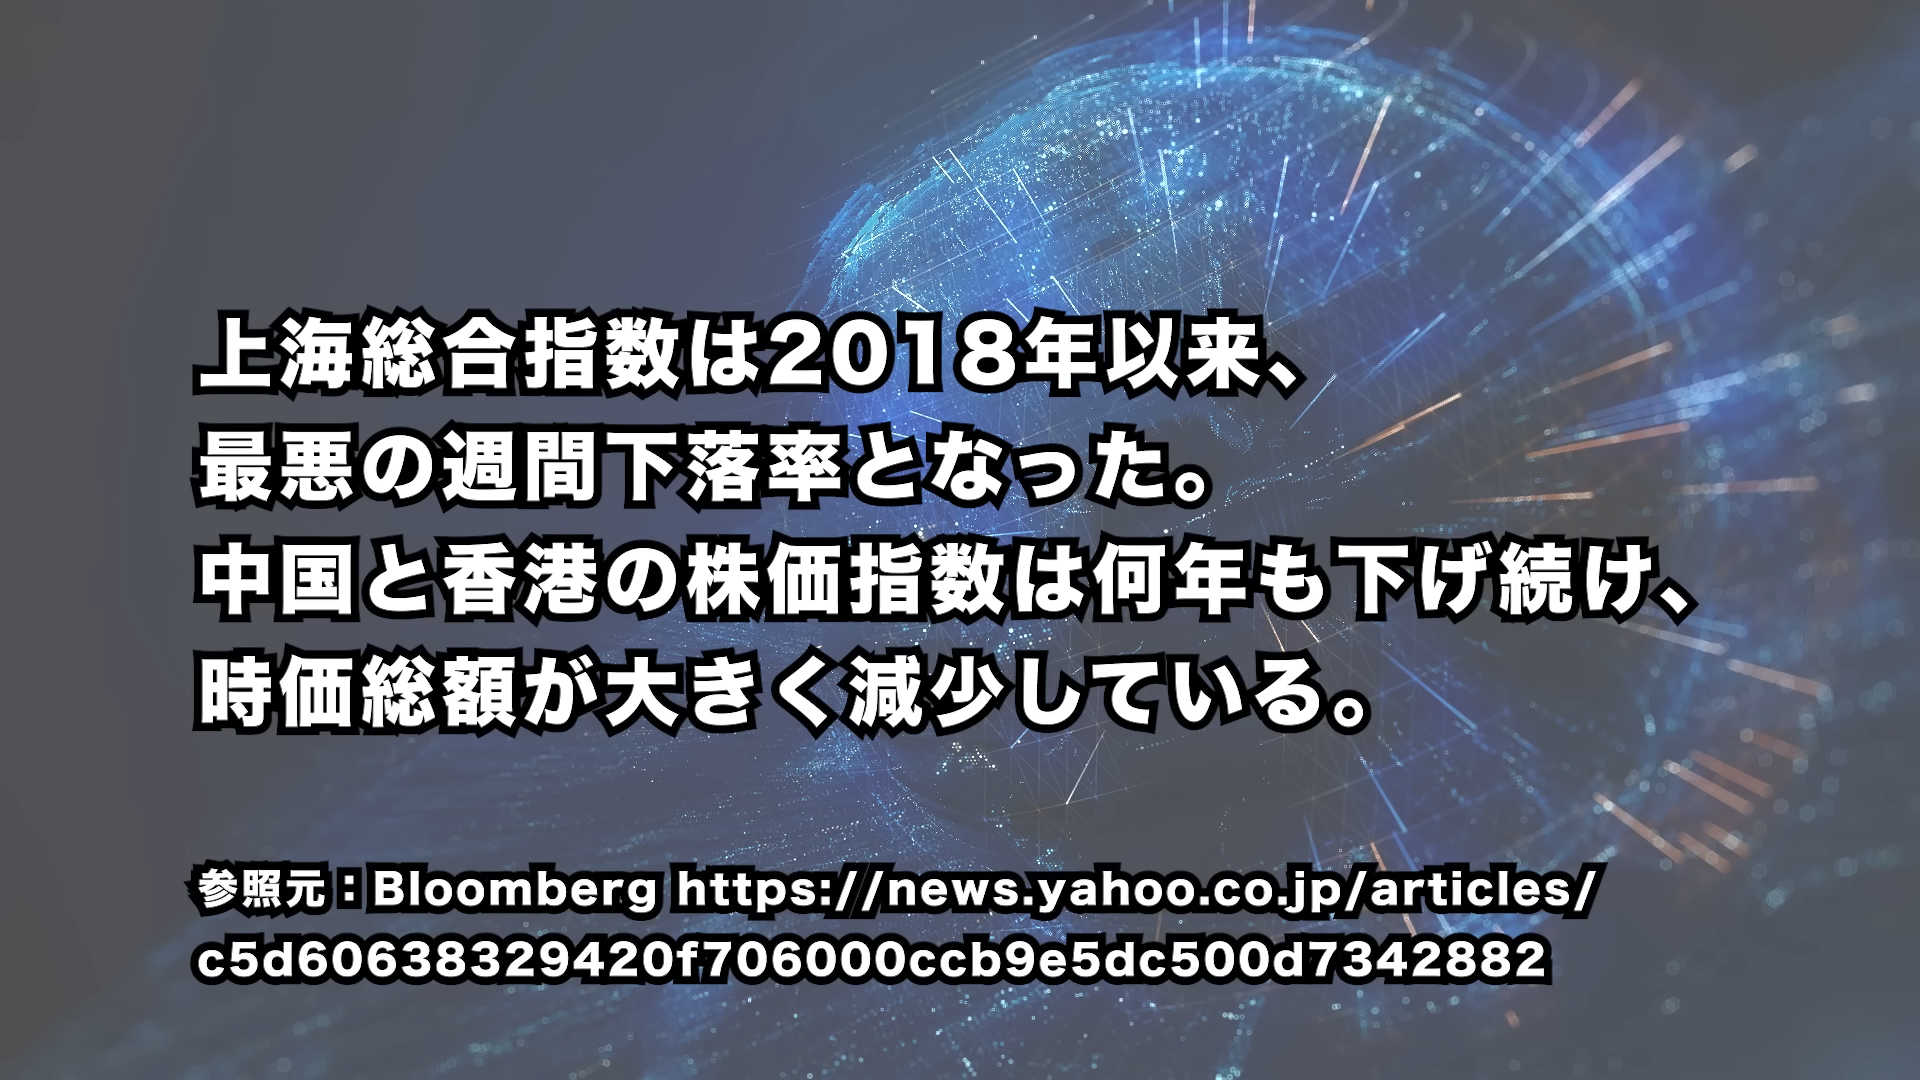 上海総合指数は2018年以来、
最悪の週間下落率となった。
中国と香港の株価指数は何年も下げ続け、
時価総額が大きく減少している。
参照元：Bloomberg https://news.yahoo.co.jp/articles/
c5d60638329420f706000ccb9e5dc500d7342882